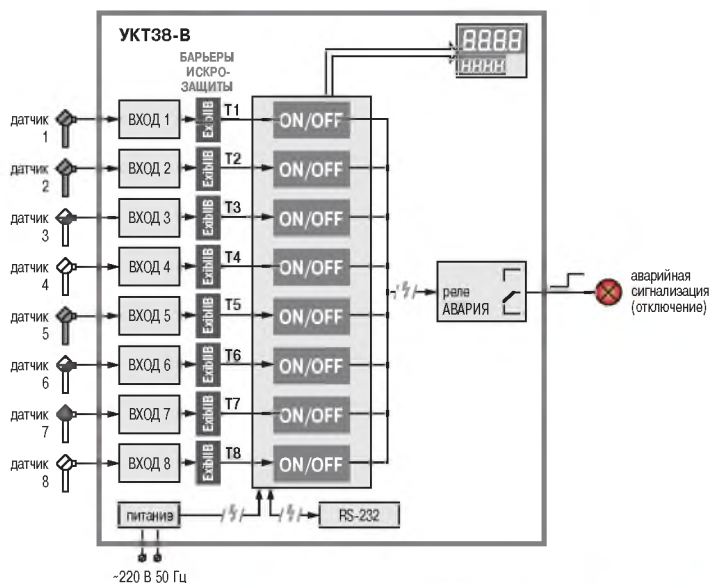 УКТ38-В
БАРЬЕРЫ
ИСКРО-
ЗАЩИТЫ
8.8.8.8
датчик
1
ВХОД 1
ExibIIB
T1
ON/OFF
датчик
2
ВХОД 2
ExibIIB
T2
ON/OFF
датчик
3
ВХОД 3
ExibIIB
T3
ON/OFF
датчик
4
ВХОД 4
ExibIIB
T4
ON/OFF
реле
АВАРИЯ
аварийная
сигнализация
(отключение)
датчик
5
ВХОД 5
ExibIIB
T5
ON/OFF
датчик
6
ВХОД 6
ExibIIB
T6
ON/OFF
датчик
7
ВХОД 7
ExibIIB
T7
ON/OFF
датчик
8
ВХОД 8
ExibIIB
T8
ON/OFF
питание
RS-232
~220 В 50 Гц